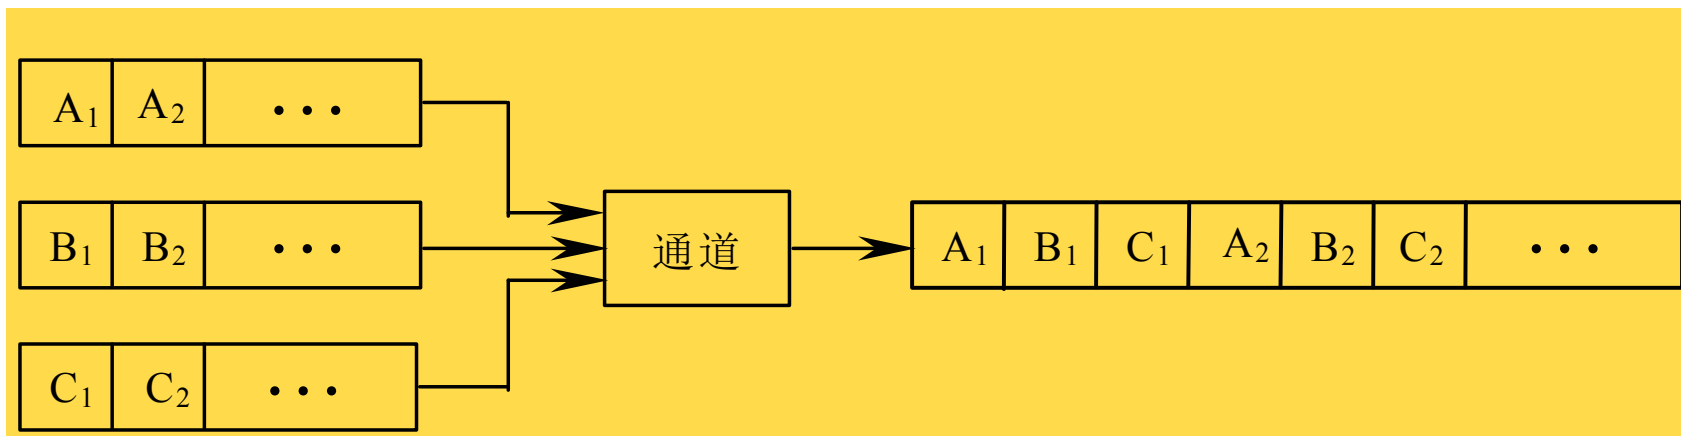 A₁ A₂ •••
B₁ B₂ •••
C₁ C₂ •••
通道
A₁ B₁ C₁ A₂ B₂ C₂ •••